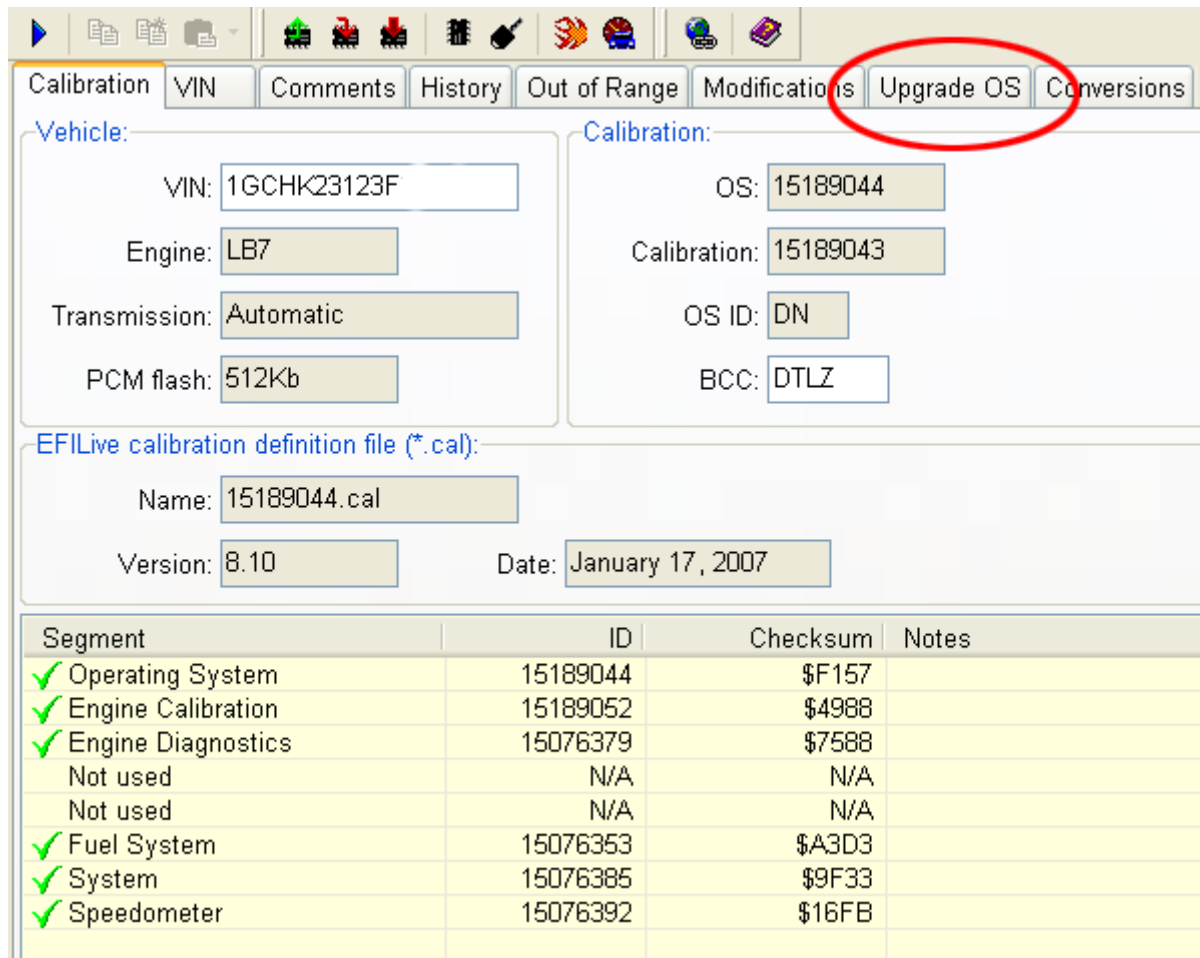 Calibration VIN Comments History Out of Range Modifications Upgrade OS Conversions
Vehicle:
VIN: 1GCHK23123F
Engine: LB7
Transmission: Automatic
PCM flash: 512Kb
Calibration:
OS: 15189044
Calibration: 15189043
OS ID: DN
BCC: DTLZ
EFILive calibration definition file (*.cal):
Name: 15189044.cal
Version: 8.10 Date: January 17, 2007
Segment ID Checksum Notes
Operating System 15189044 $F157
Engine Calibration 15189052 $4988
Engine Diagnostics 15076379 $7588
Not used N/A N/A
Not used N/A N/A
Fuel System 15076353 $A3D3
System 15076385 $9F33
Speedometer 15076392 $16FB